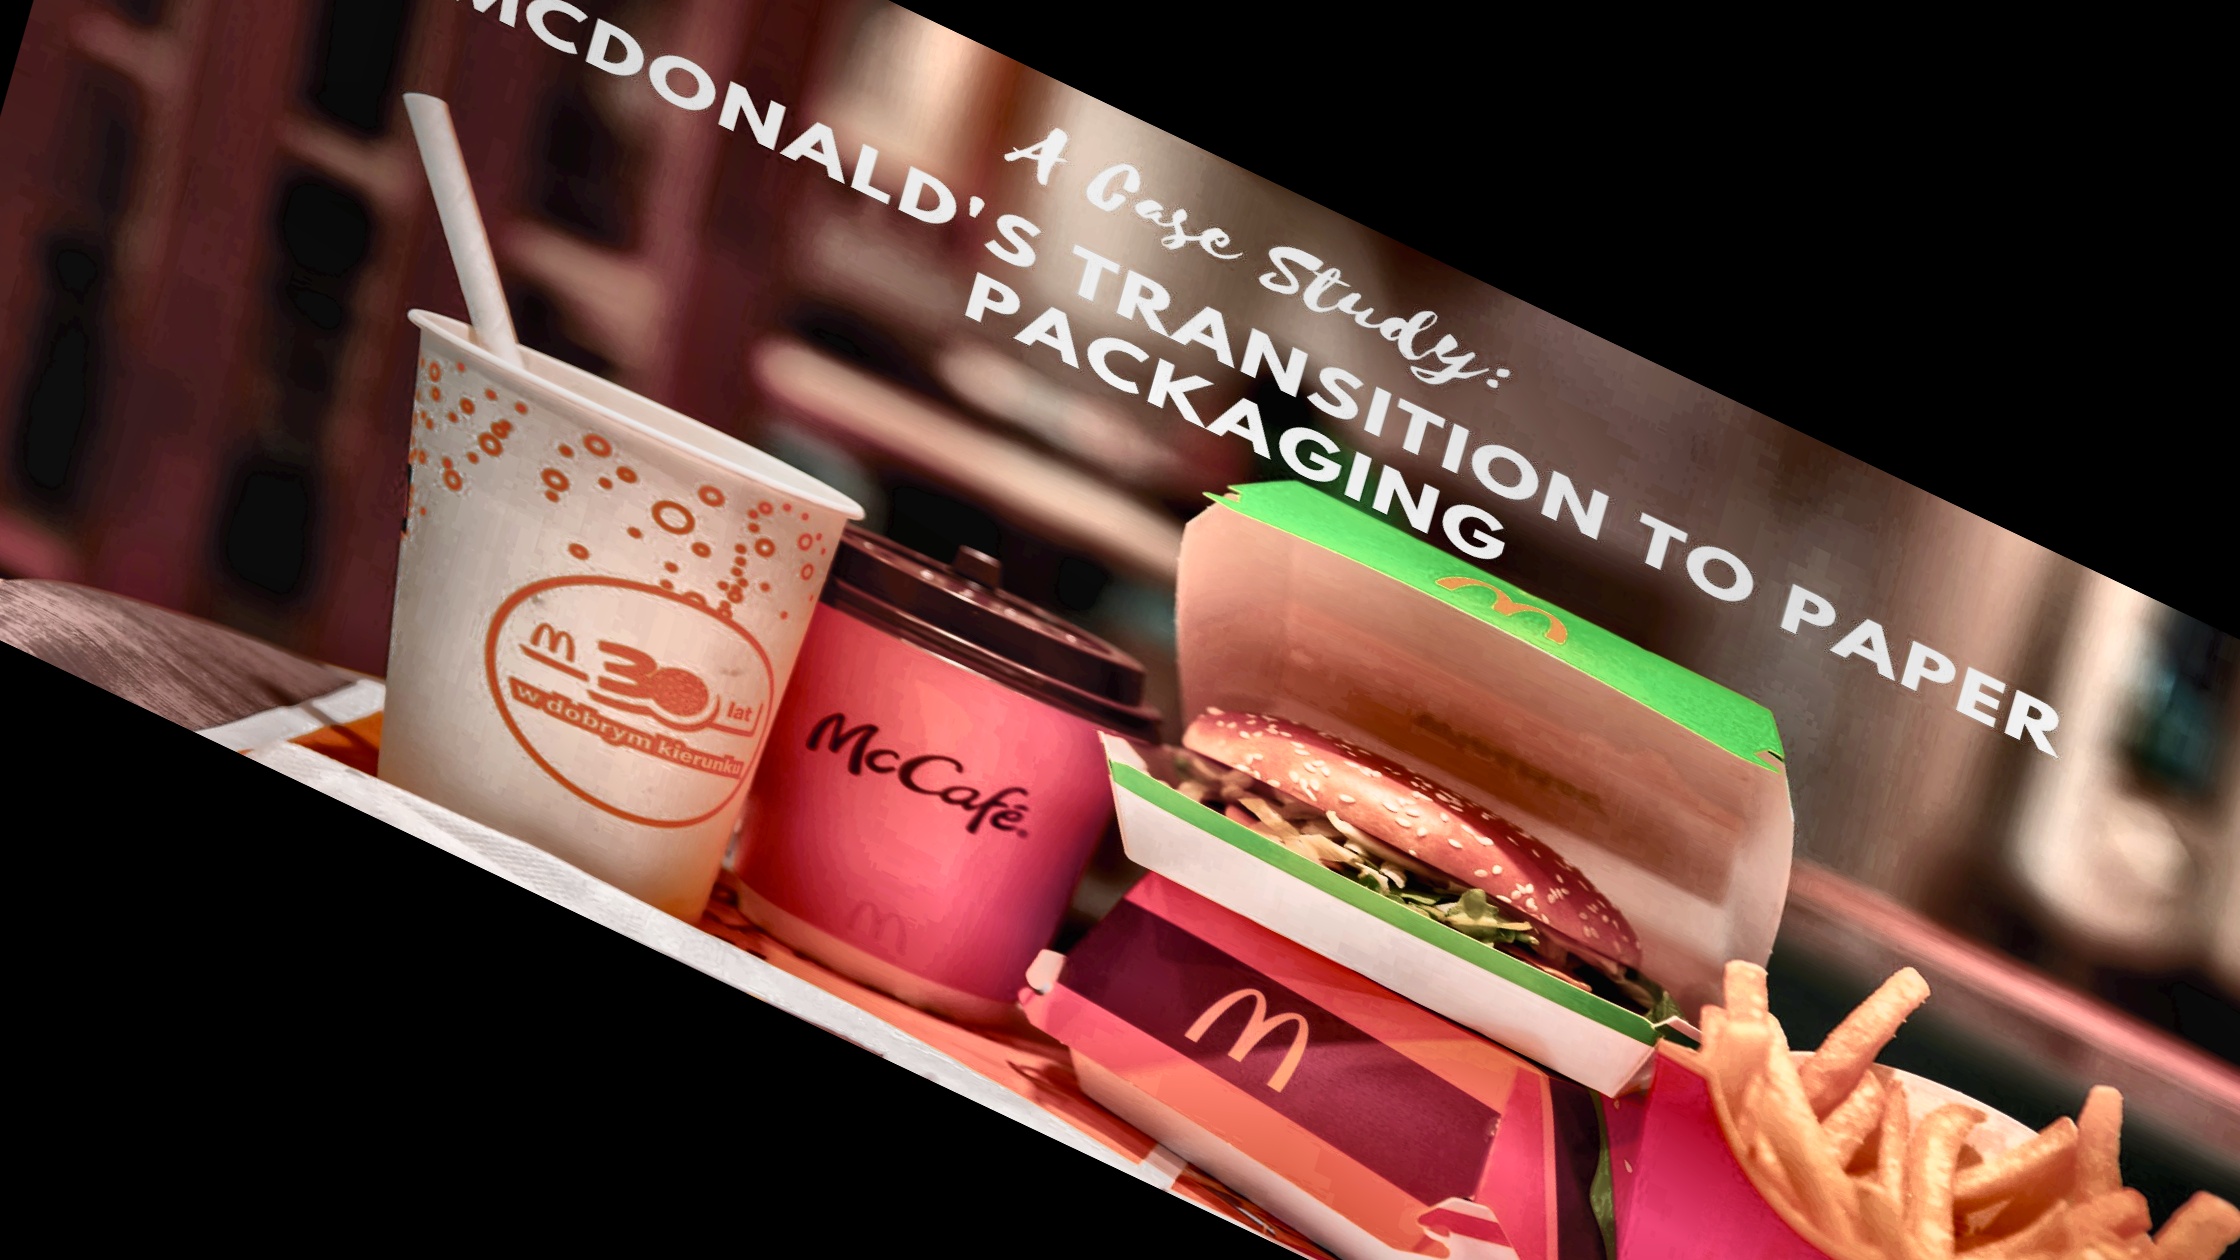 A Case Study:
MCDONALD'S TRANSITION TO PAPER
PACKAGING
30 lat
w dobrym kierunku
McCafé